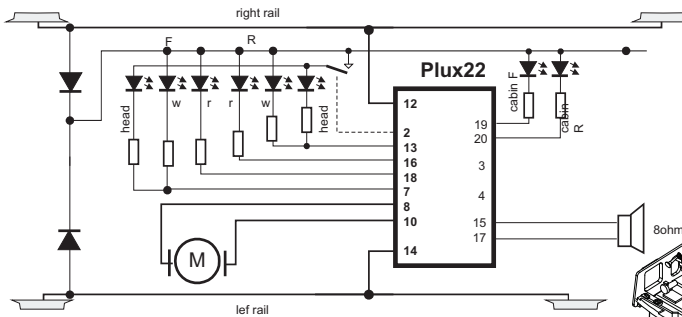 right rail
F R
Plux22
head w r r w head
cabin F
cabin R
12
2
13
16
18
7
8
10
14
19
20
3
4
15
17
M
8ohm
lef rail